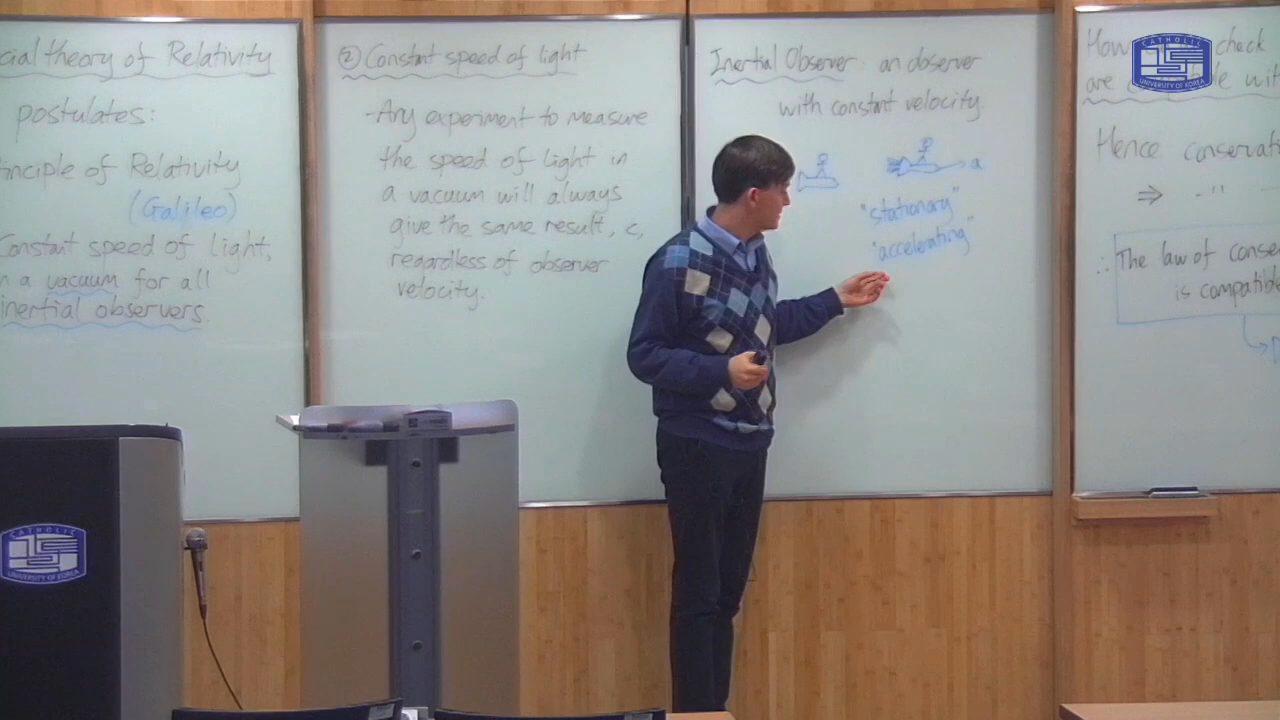 cial theory of Relativity
postulates:
inciple of Relativity
(Galileo)
Constant speed of Light,
n a vacuum for all
inertial observers.
② Constant speed of light
-Any experiment to measure
the speed of light in
a vacuum will always
give the same result, c,
regardless of observer
velocity.
Inertial Observer: an observer
with constant velocity.
a
"stationary"
"accelerating"
How check
are wit
Hence conservat
⇒ -"
∴ The law of conse
is compatible
CATHOLIC
UNIVERSITY OF KOREA
CATHOLIC
UNIVERSITY OF KOREA